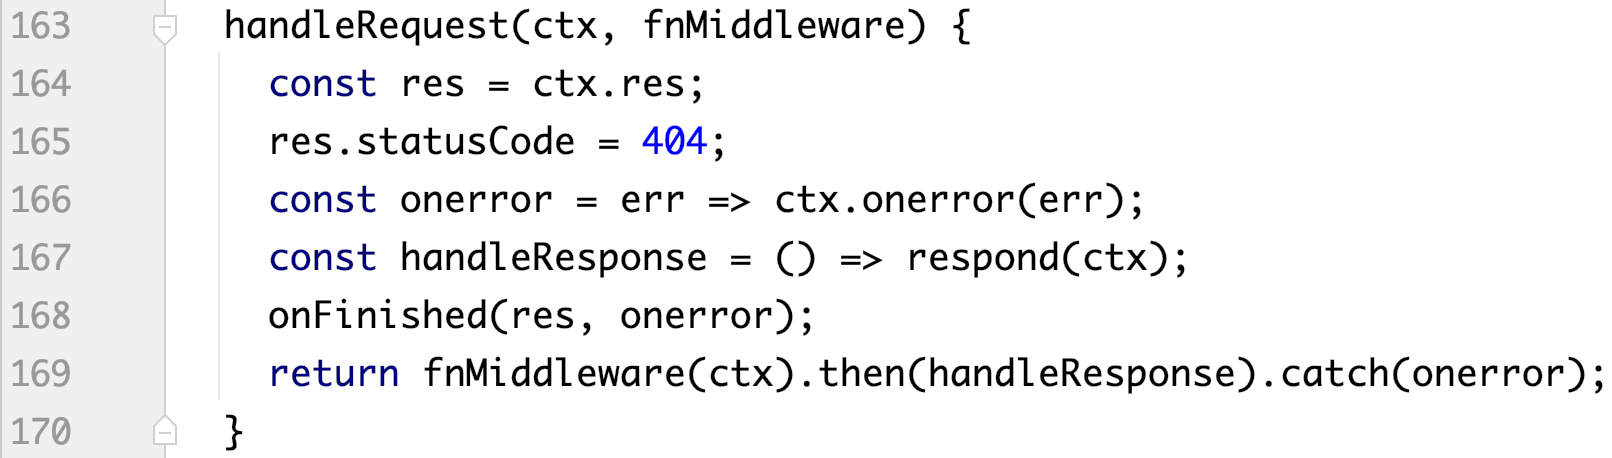 163 handleRequest(ctx, fnMiddleware) {
164 const res = ctx.res;
165 res.statusCode = 404;
166 const onerror = err => ctx.onerror(err);
167 const handleResponse = () => respond(ctx);
168 onFinished(res, onerror);
169 return fnMiddleware(ctx).then(handleResponse).catch(onerror);
170 }